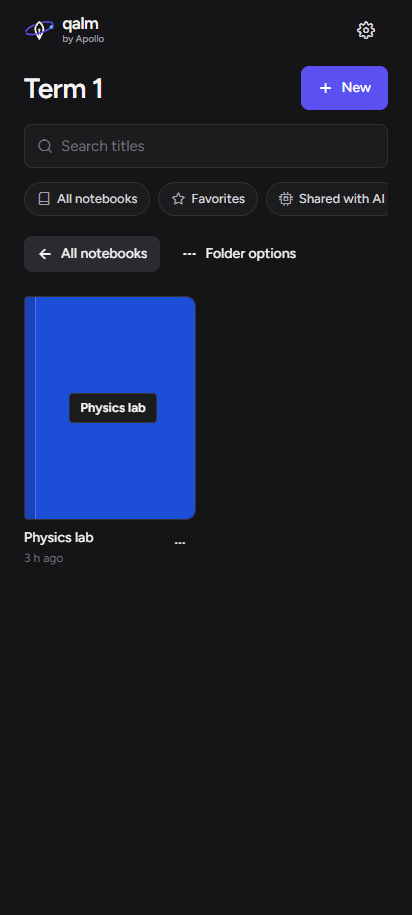 qalm
by Apollo
Term 1
+ New
Search titles
All notebooks
Favorites
Shared with AI
← All notebooks
··· Folder options
Physics lab
Physics lab
...
3 h ago